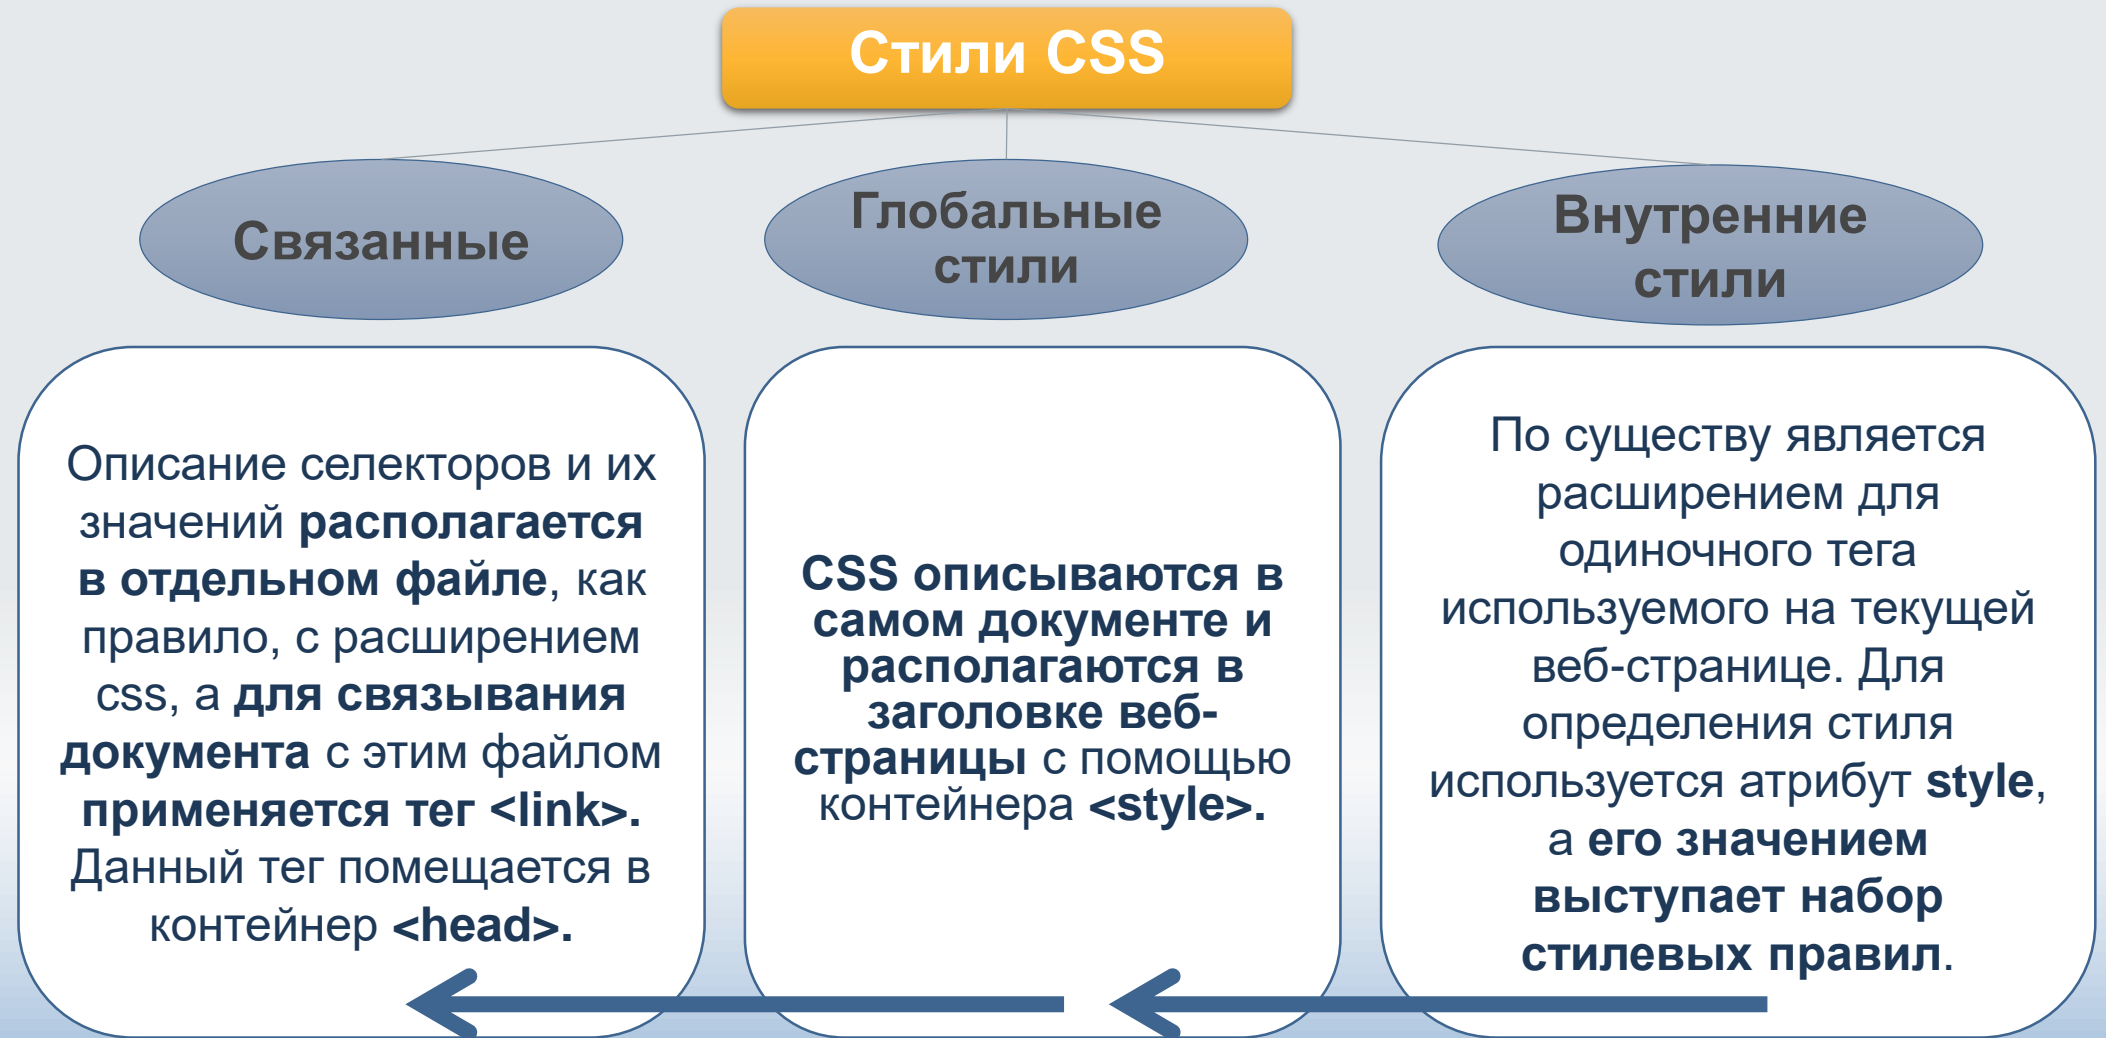 Стили CSS
Связанные
Глобальные
стили
Внутренние
стили
Описание селекторов и их
значений располагается
в отдельном файле, как
правило, с расширением
css, а для связывания
документа с этим файлом
применяется тег <link>.
Данный тег помещается в
контейнер <head>.
CSS описываются в
самом документе и
располагаются в
заголовке веб-
страницы с помощью
контейнера <style>.
По существу является
расширением для
одиночного тега
используемого на текущей
веб-странице. Для
определения стиля
используется атрибут style,
а его значением
выступает набор
стилевых правил.